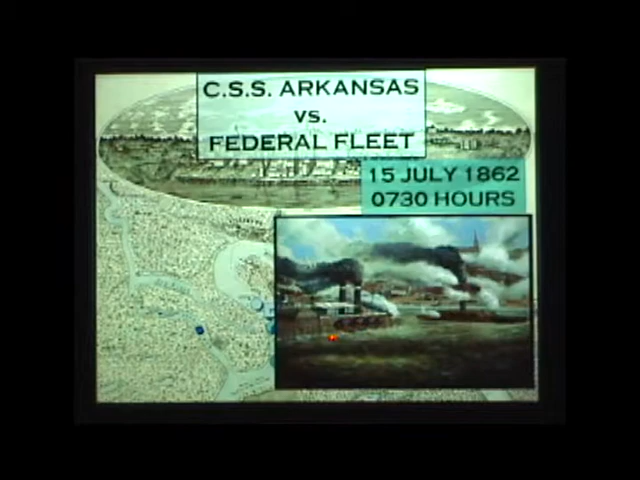 C.S.S. ARKANSAS
vs.
FEDERAL FLEET
15 JULY 1862
0730 HOURS